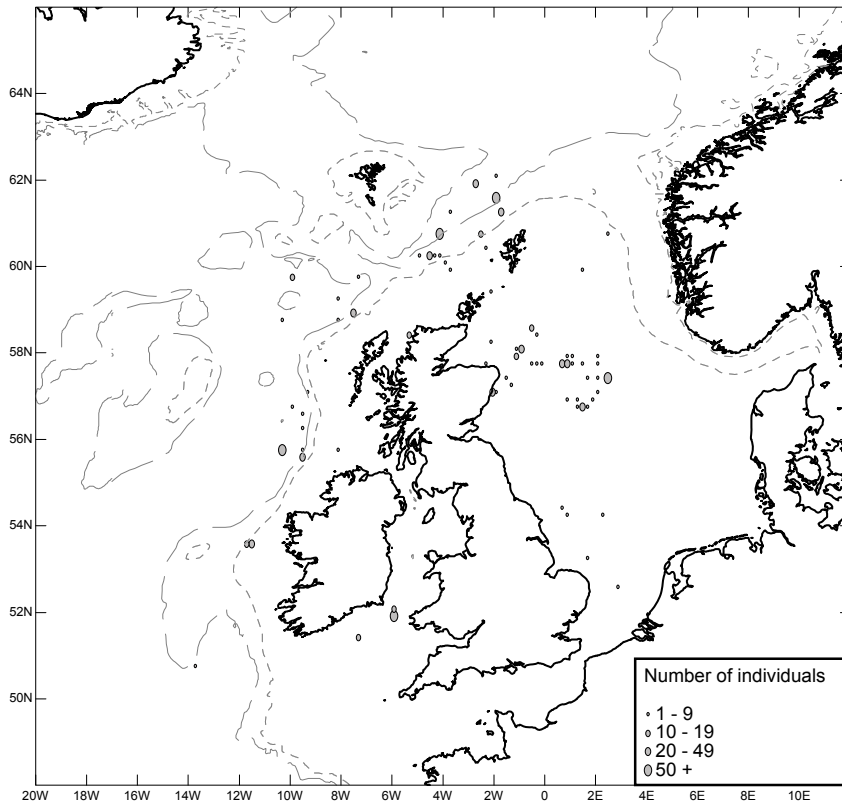 64N
62N
60N
58N
56N
54N
52N
50N
20W 18W 16W 14W 12W 10W 8W 6W 4W 2W 0 2E 4E 6E 8E 10E
Number of individuals
1 - 9
10 - 19
20 - 49
50 +